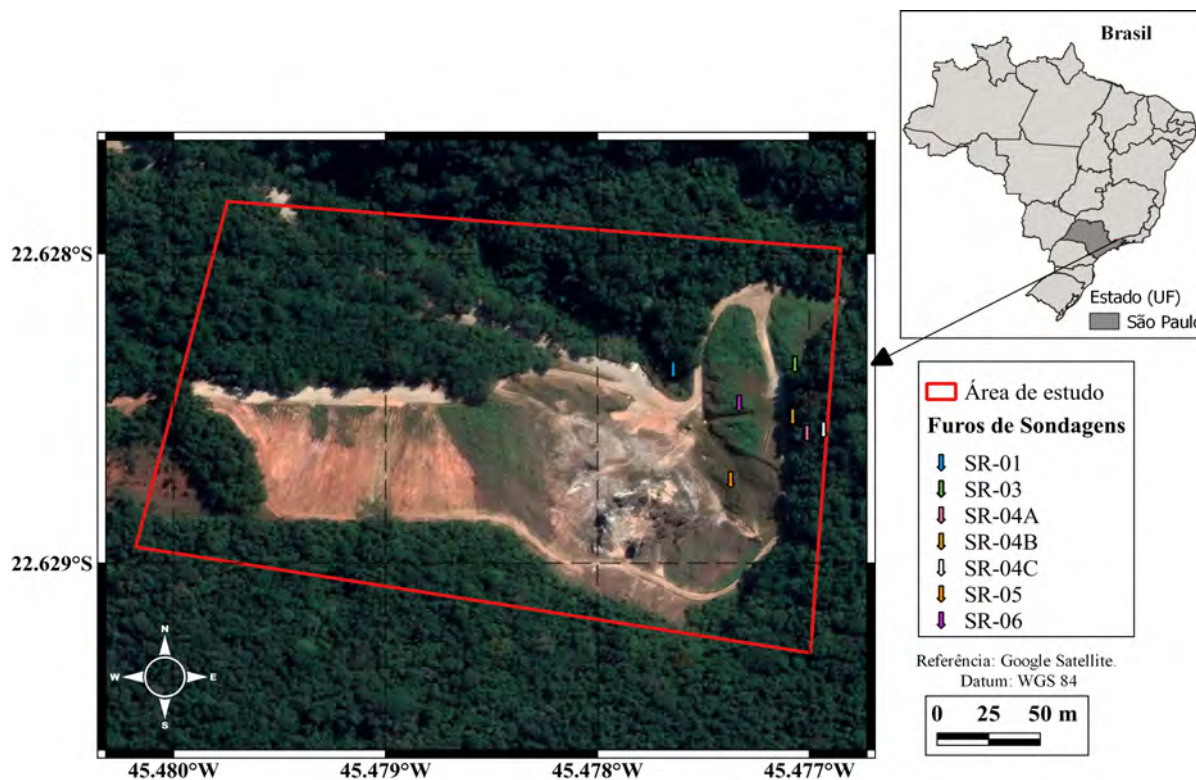 Brasil
Estado (UF)
São Paulo
22.628°S
22.629°S
45.480°W
45.479°W
45.478°W
45.477°W
N
W
E
S
Área de estudo
Furos de Sondagens
SR-01
SR-03
SR-04A
SR-04B
SR-04C
SR-05
SR-06
Referência: Google Satellite.
Datum: WGS 84
0 25 50 m